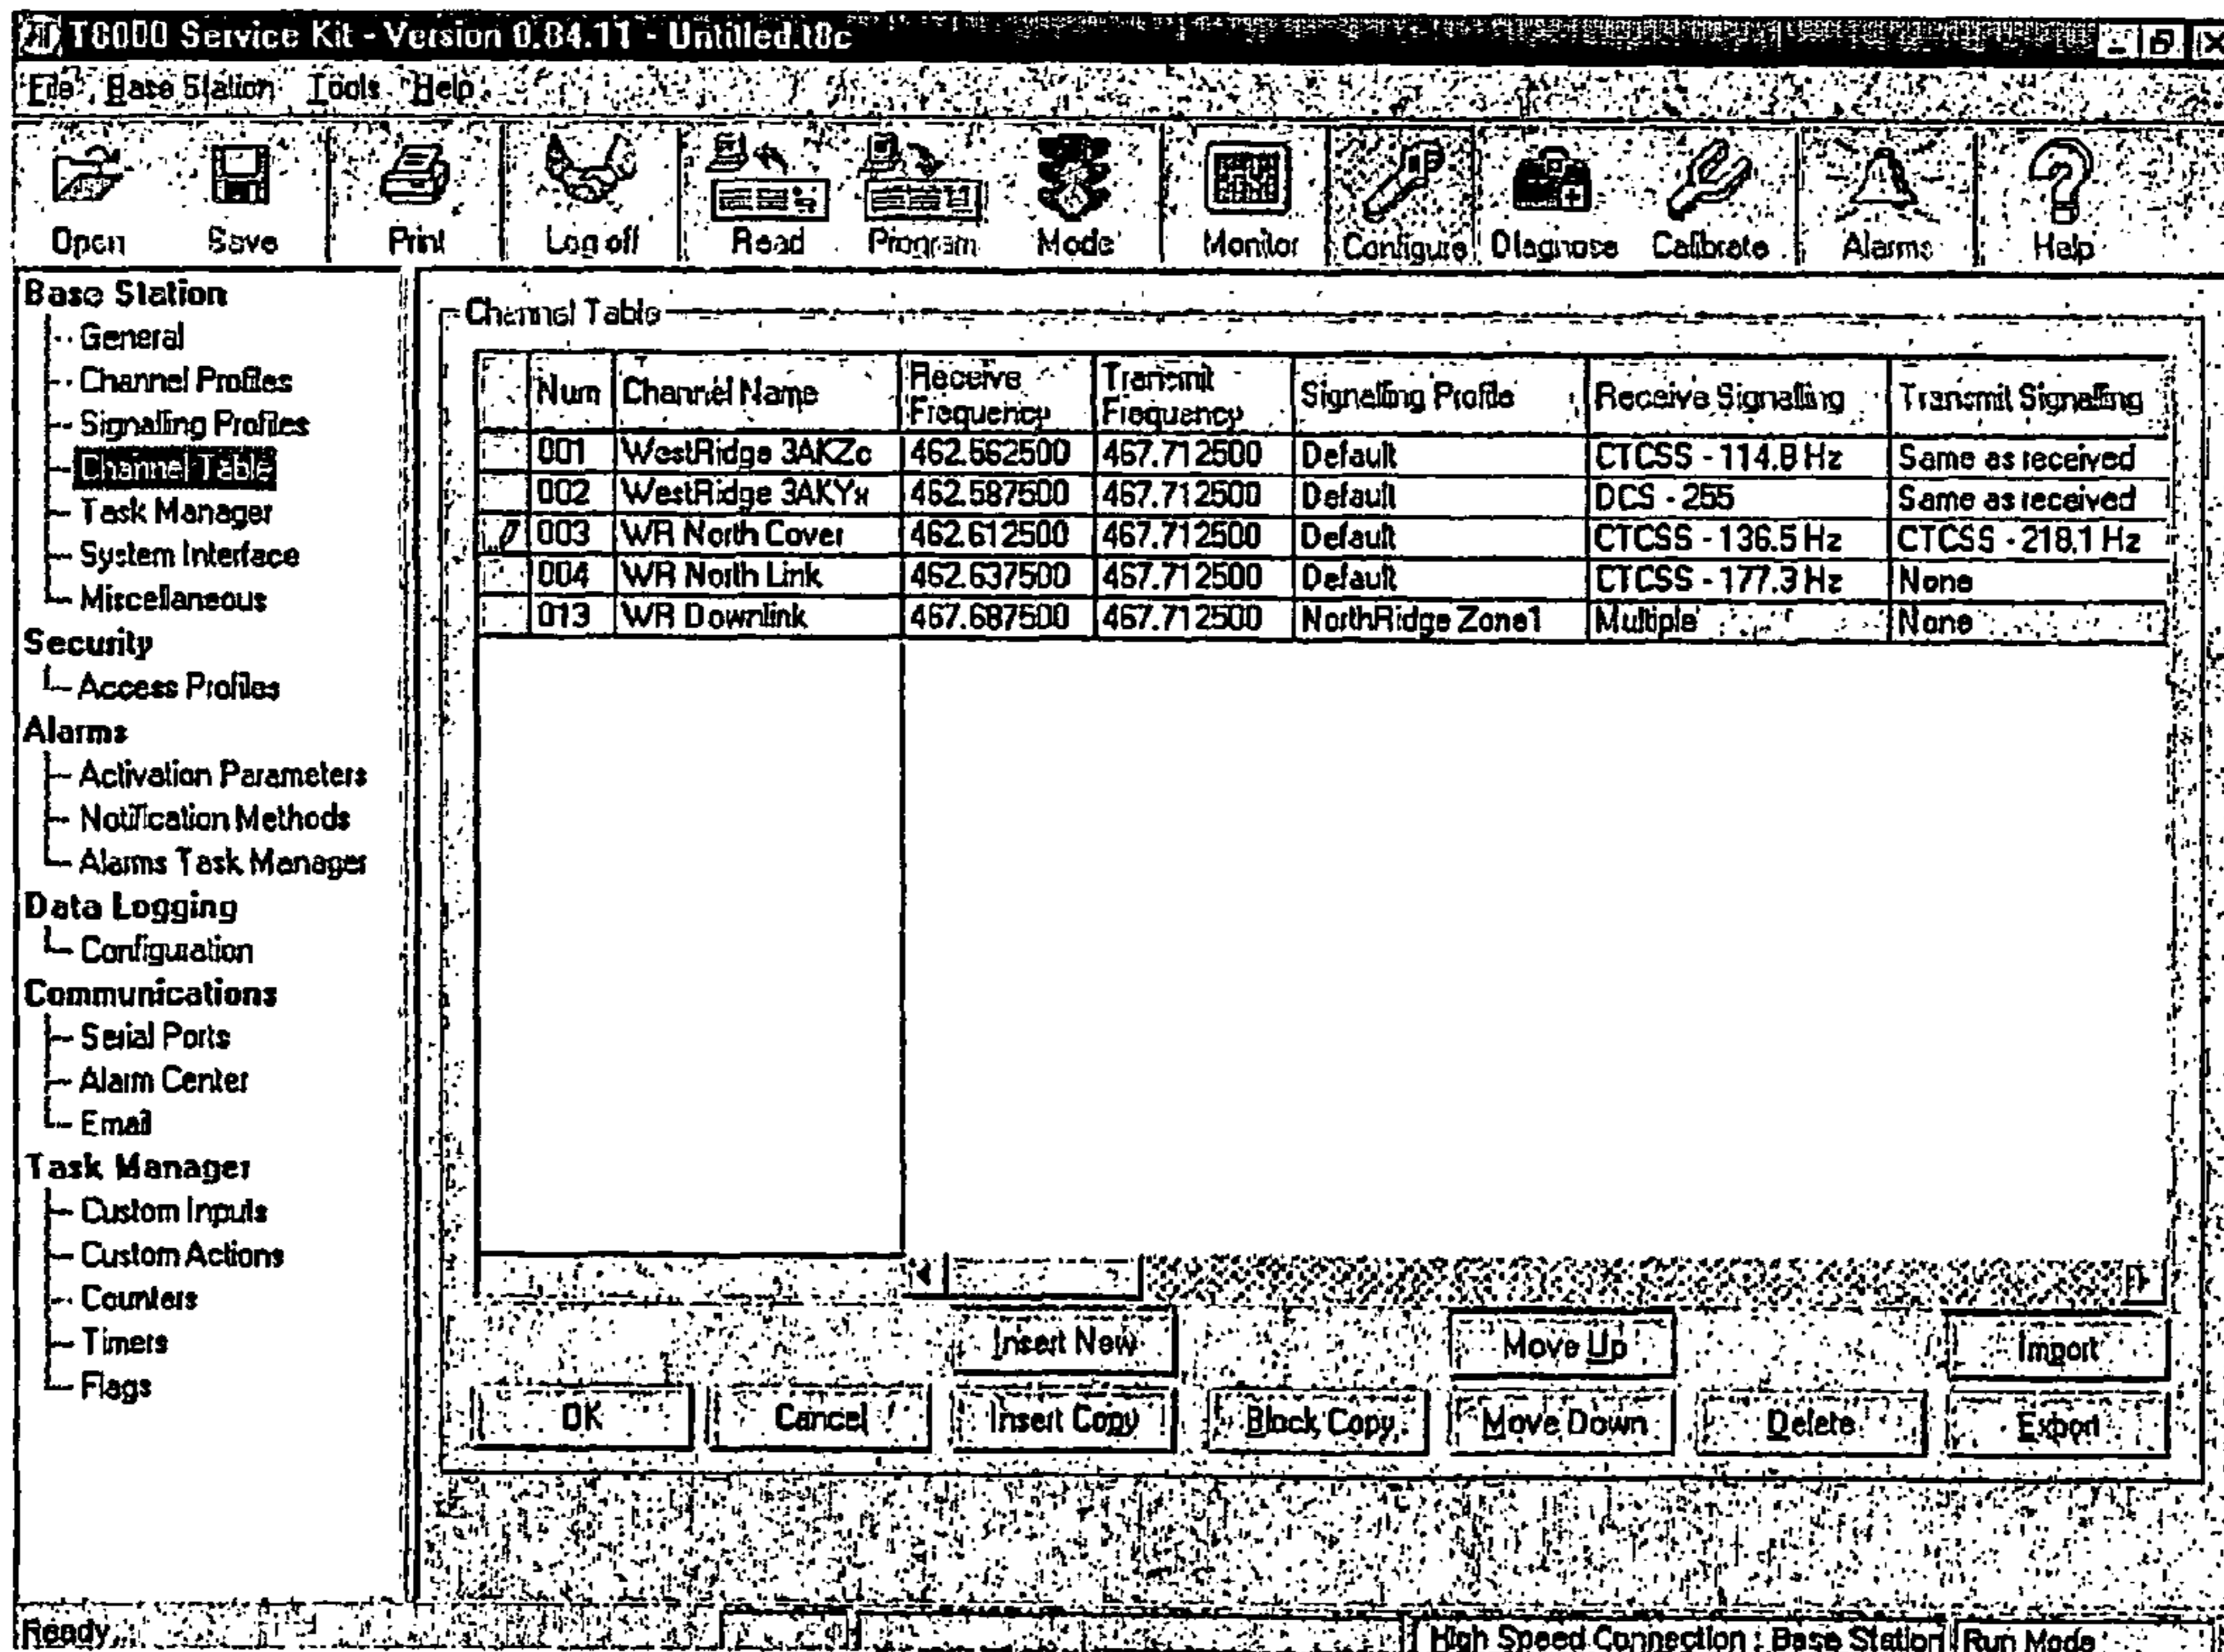 T8000 Service Kit - Version 0.84.11 - Untitled.t8c
File Base Station Tools Help
Open Save Print Log off Read Program Mode Monitor Configure Diagnose Calibrate Alarms Help
Base Station
General
Channel Profiles
Signalling Profiles
Channel Table
Task Manager
System Interface
Miscellaneous
Security
Access Profiles
Alarms
Activation Parameters
Notification Methods
Alarms Task Manager
Data Logging
Configuration
Communications
Serial Ports
Alarm Center
Email
Task Manager
Custom Inputs
Custom Actions
Counters
Timers
Flags
Channel Table
Num Channel Name Receive Frequency Transmit Frequency Signalling Profile Receive Signalling Transmit Signalling
001 WestRidge 3AKZc 462.562500 467.712500 Default CTCSS - 114.8 Hz Same as received
002 WestRidge 3AKYx 462.587500 467.712500 Default DCS - 255 Same as received
003 WR North Cover 462.612500 467.712500 Default CTCSS - 136.5 Hz CTCSS - 218.1 Hz
004 WR North Link 462.637500 467.712500 Default CTCSS - 177.3 Hz None
013 WR Downlink 467.687500 467.712500 NorthRidge Zone1 Multiple None
Insert New Move Up Import
OK Cancel Insert Copy Block Copy Move Down Delete Export
Ready High Speed Connection : Base Station Run Mode